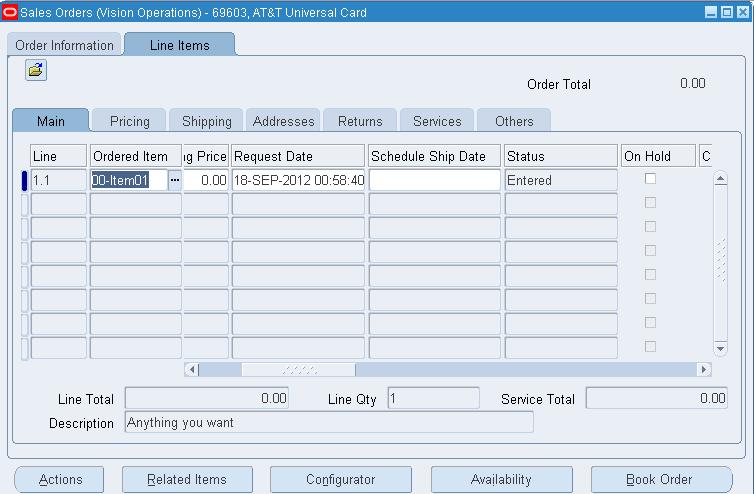 Sales Orders (Vision Operations) - 69603, AT&T Universal Card
Order Information Line Items
Order Total 0.00
Main Pricing Shipping Addresses Returns Services Others
Line Ordered Item ng Price Request Date Schedule Ship Date Status On Hold C
1.1 00-Item01 0.00 18-SEP-2012 00:58:40 Entered
Line Total 0.00 Line Qty 1 Service Total 0.00
Description Anything you want
Actions Related Items Configurator Availability Book Order